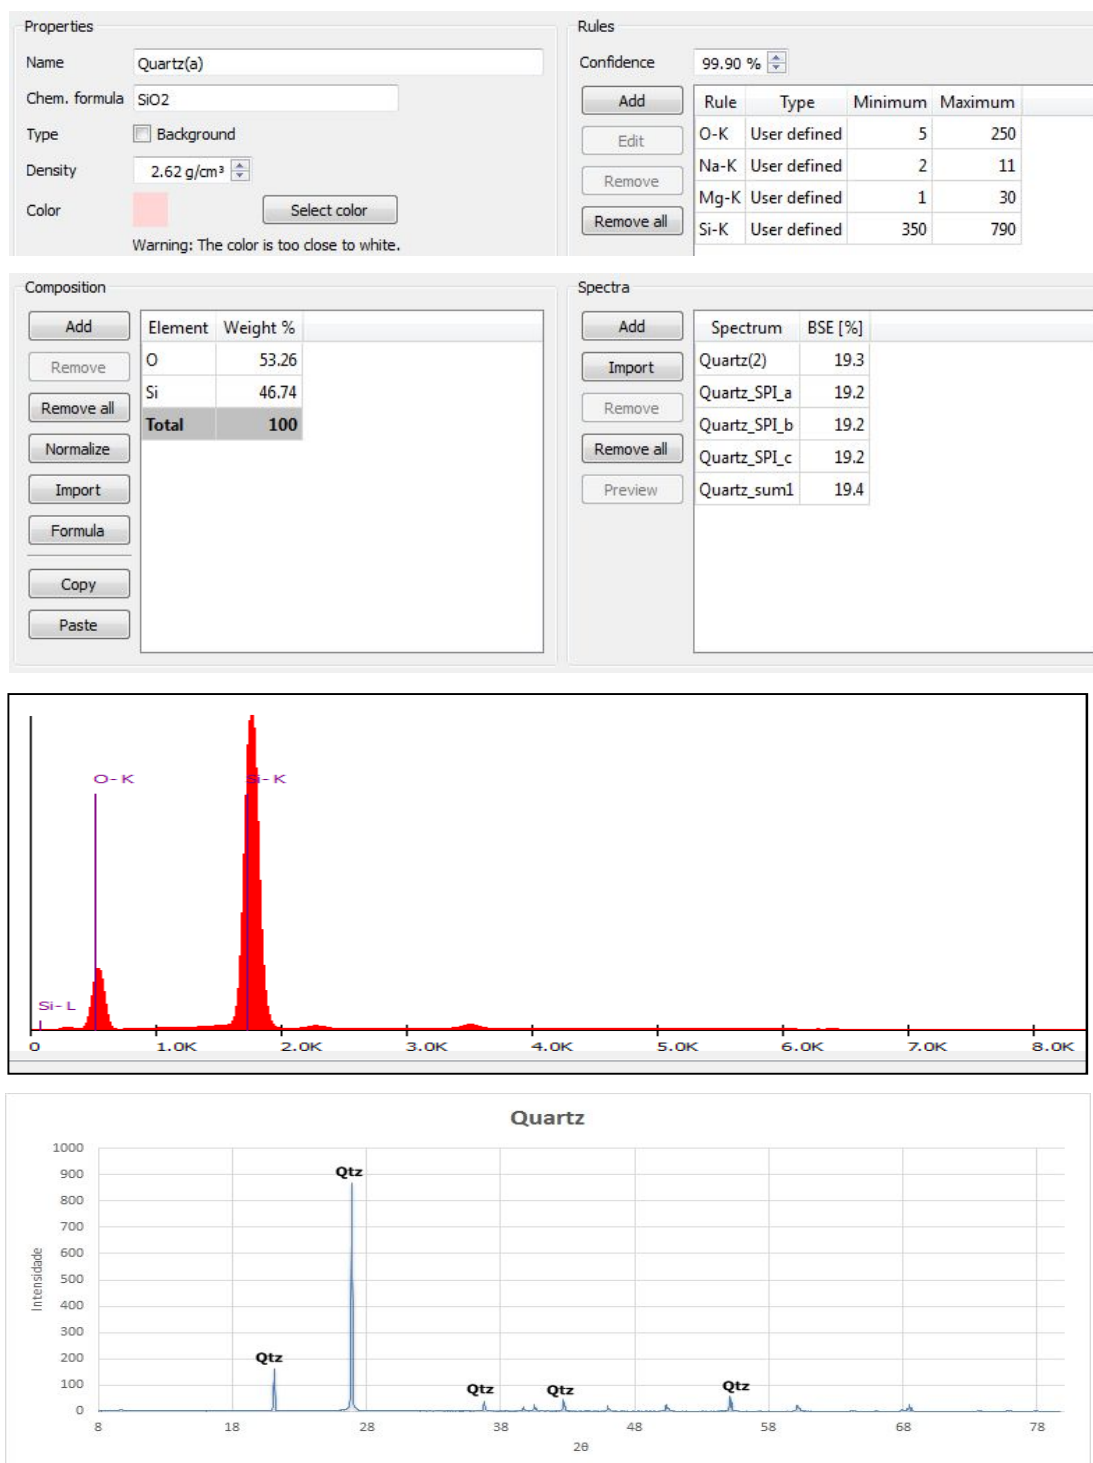 Properties
Name Quartz(a)
Chem. formula SiO2
Type Background
Density 2.62 g/cm³
Color Select color
Warning: The color is too close to white.
Rules
Confidence 99.90 %
Add
Edit
Remove
Remove all
Rule Type Minimum Maximum
O-K User defined 5 250
Na-K User defined 2 11
Mg-K User defined 1 30
Si-K User defined 350 790
Composition
Add
Remove
Remove all
Normalize
Import
Formula
Copy
Paste
Element Weight %
O 53.26
Si 46.74
Total 100
Spectra
Add
Import
Remove
Remove all
Preview
Spectrum BSE [%]
Quartz(2) 19.3
Quartz_SPI_a 19.2
Quartz_SPI_b 19.2
Quartz_SPI_c 19.2
Quartz_sum1 19.4
O-K Si-K
Si-L
0 1.0K 2.0K 3.0K 4.0K 5.0K 6.0K 7.0K 8.0K
Quartz
1000
900
800
700
600
500
400
300
200
100
0
Intensidade
Qtz
Qtz
Qtz
Qtz
Qtz
8 18 28 38 48 58 68 78
2θ